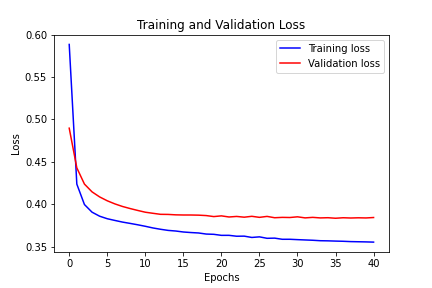 Training and Validation Loss
0.60
0.55
0.50
0.45
0.40
0.35
Loss
Training loss
Validation loss
0 5 10 15 20 25 30 35 40
Epochs